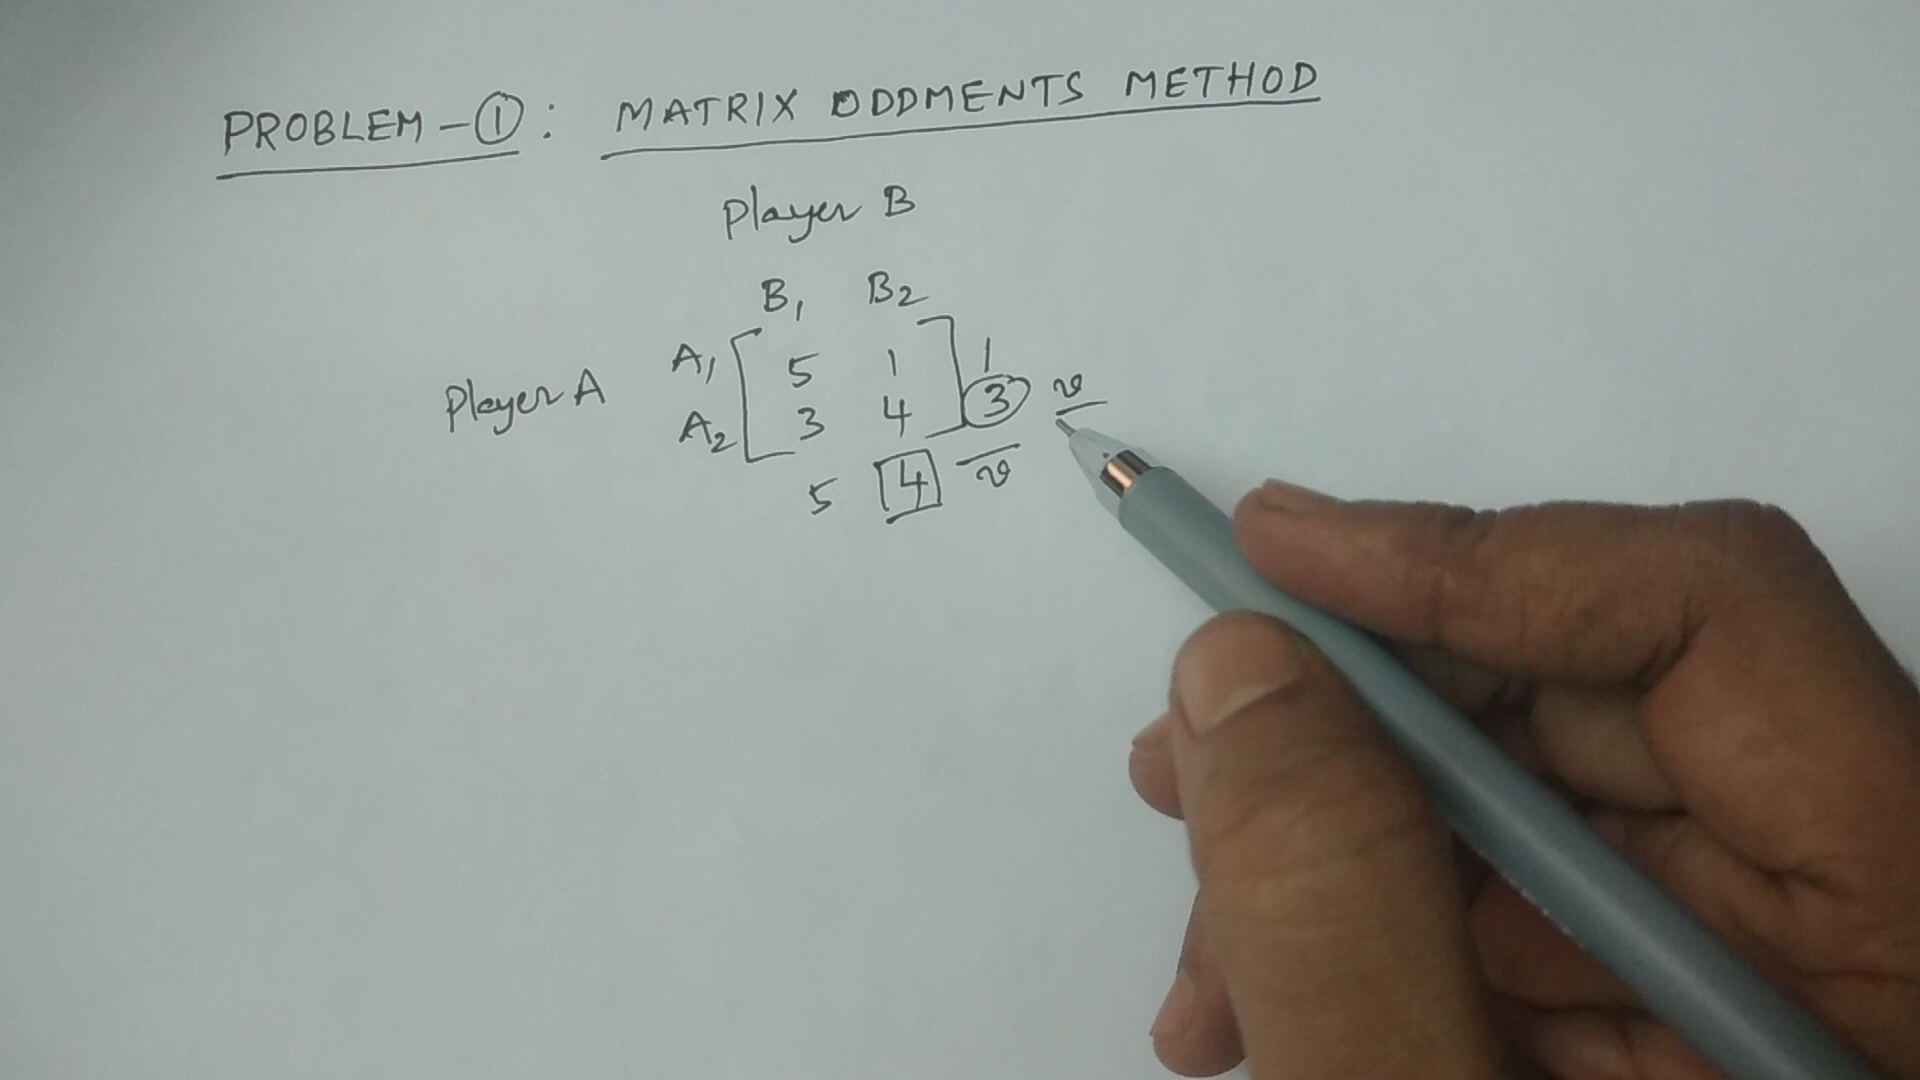 PROBLEM - ① : MATRIX ODDMENTS METHOD
Player B
B1 B2
A1 5 1 1
Player A A2 3 4 3 v
5 4 v